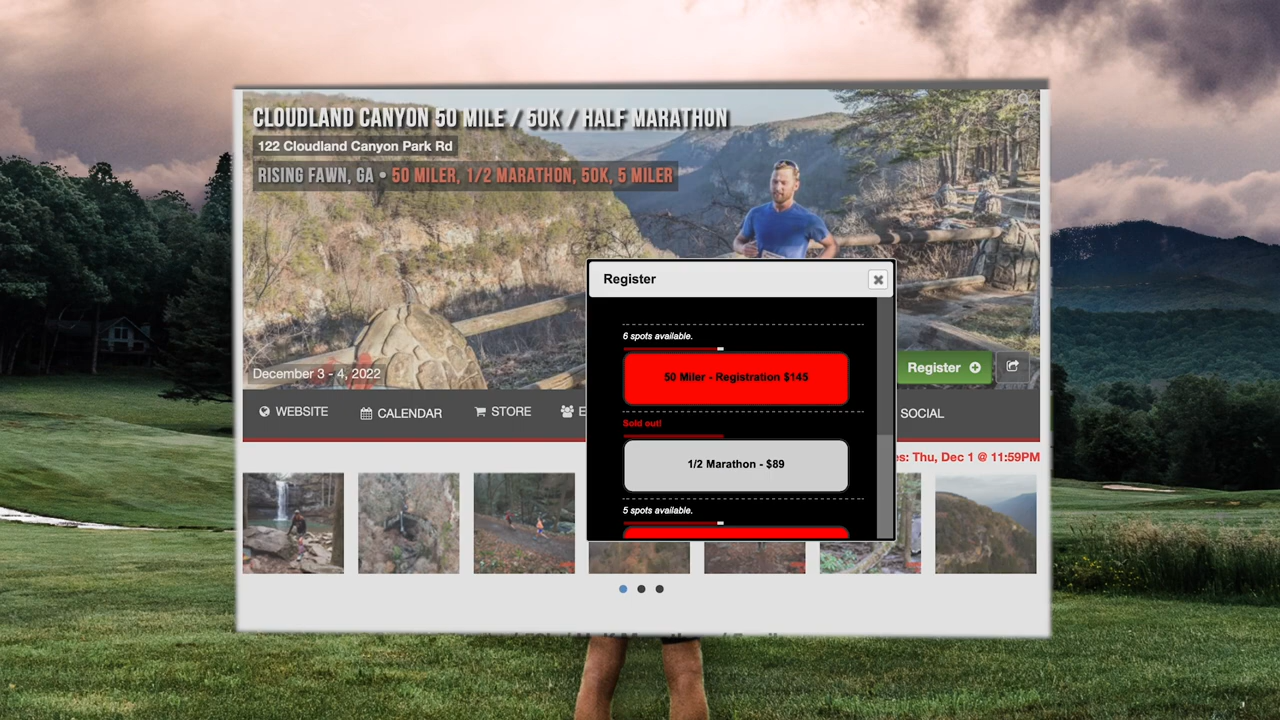 CLOUDLAND CANYON 50 MILE / 50K / HALF MARATHON
122 Cloudland Canyon Park Rd
RISING FAWN, GA • 50 MILER, 1/2 MARATHON, 50K, 5 MILER
Register
6 spots available.
50 Miler - Registration $145
Sold out!
1/2 Marathon - $89
5 spots available.
December 3 - 4, 2022
Register
WEBSITE CALENDAR STORE E SOCIAL
es: Thu, Dec 1 @ 11:59PM